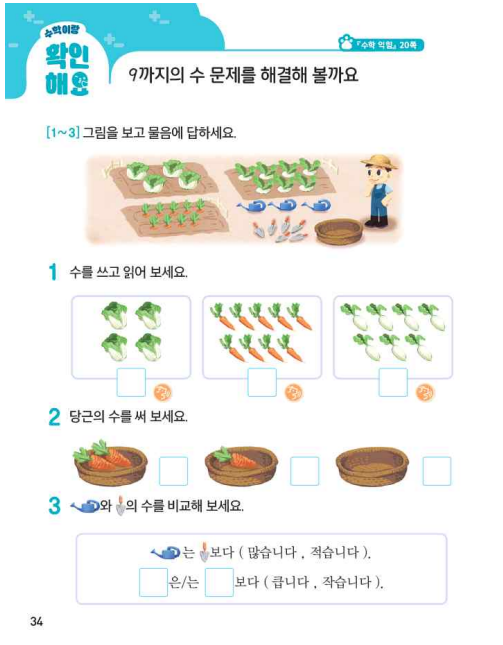 수학이랑
확인
해요
『수학 익힘』 20쪽
9까지의 수 문제를 해결해 볼까요
[1~3] 그림을 보고 물음에 답하세요.
1 수를 쓰고 읽어 보세요.
2 당근의 수를 써 보세요.
3 와 의 수를 비교해 보세요.
는 보다 ( 많습니다 , 적습니다 ).
은/는 보다 ( 큽니다 , 작습니다 ).
34